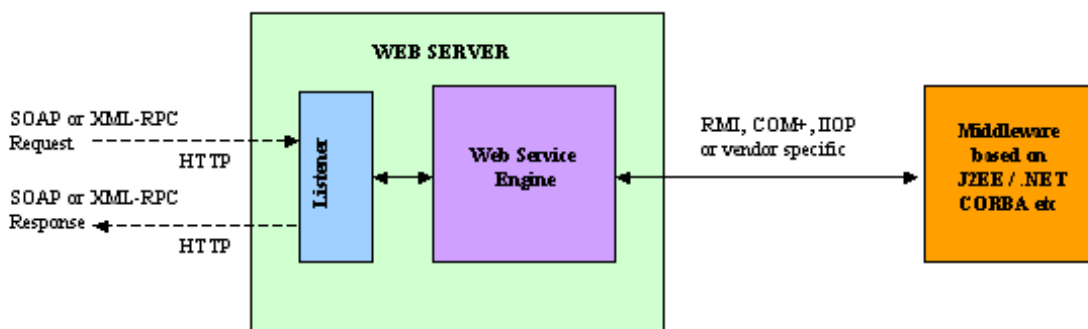 WEB SERVER
SOAP or XML-RPC
Request
HTTP
SOAP or XML-RPC
Response
HTTP
Listener
Web Service
Engine
RMI, COM+, IIOP
or vendor specific
Middleware
based on
J2EE / .NET
CORBA etc